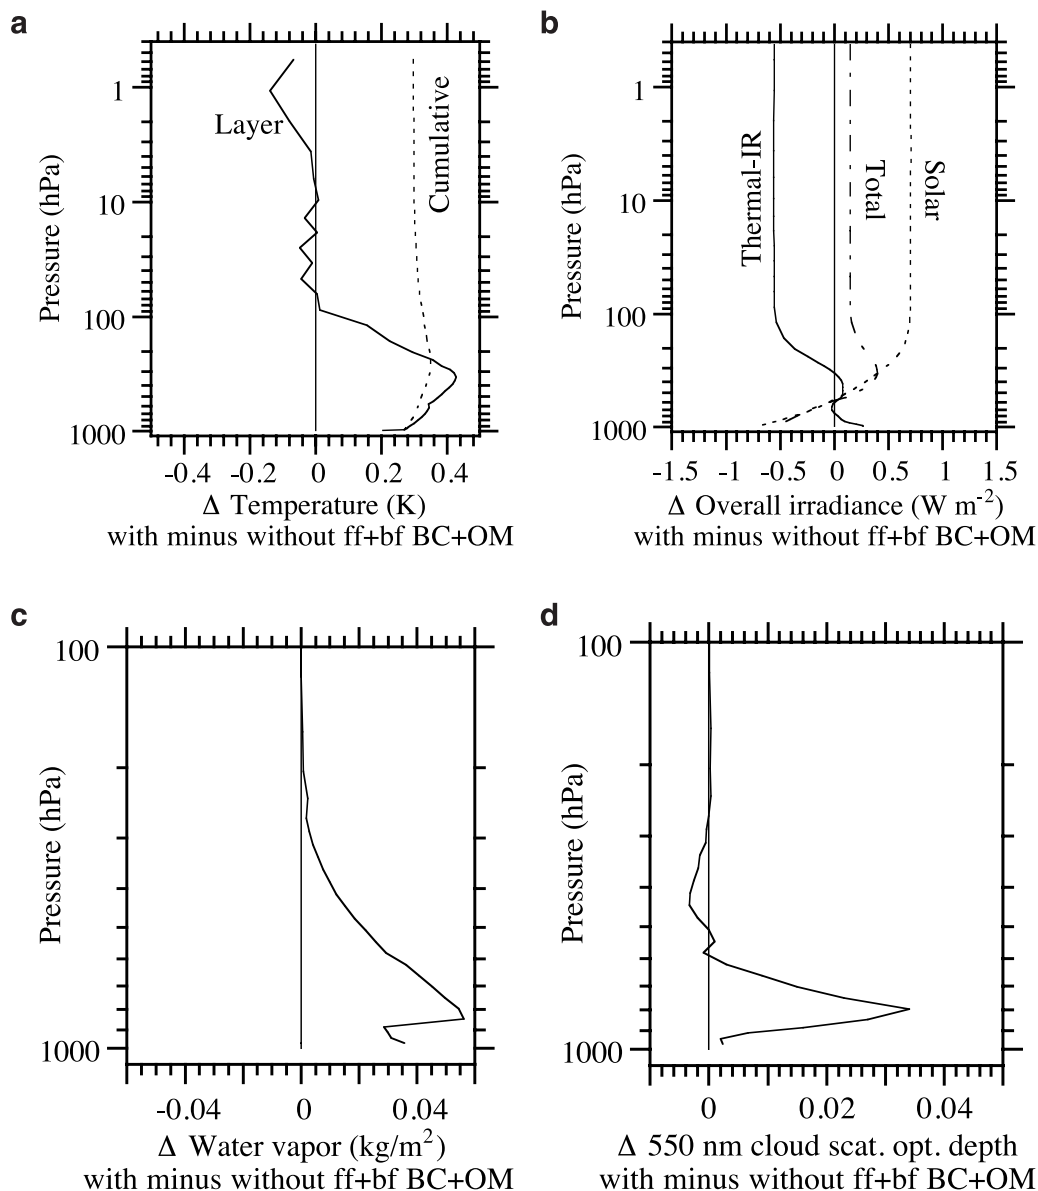 a
Pressure (hPa)
1
10
100
1000
Layer
Cumulative
-0.4 -0.2 0 0.2 0.4
Δ Temperature (K)
with minus without ff+bf BC+OM
b
Pressure (hPa)
1
10
100
1000
Thermal-IR
Total
Solar
-1.5 -1 -0.5 0 0.5 1 1.5
Δ Overall irradiance (W m-2)
with minus without ff+bf BC+OM
c
Pressure (hPa)
100
1000
-0.04 0 0.04
Δ Water vapor (kg/m2)
with minus without ff+bf BC+OM
d
Pressure (hPa)
100
1000
0 0.02 0.04
Δ 550 nm cloud scat. opt. depth
with minus without ff+bf BC+OM